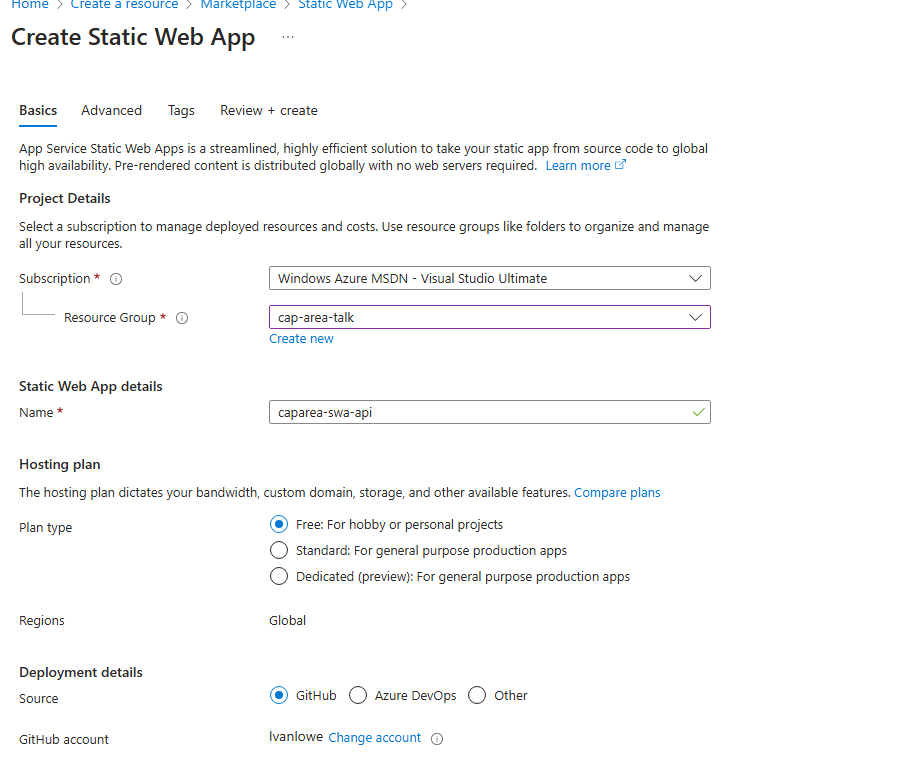 Home > Create a resource > Marketplace > Static Web App >
Create Static Web App ...
Basics Advanced Tags Review + create
App Service Static Web Apps is a streamlined, highly efficient solution to take your static app from source code to global
high availability. Pre-rendered content is distributed globally with no web servers required. Learn more
Project Details
Select a subscription to manage deployed resources and costs. Use resource groups like folders to organize and manage
all your resources.
Subscription * Windows Azure MSDN - Visual Studio Ultimate
Resource Group * cap-area-talk
Create new
Static Web App details
Name * caparea-swa-api
Hosting plan
The hosting plan dictates your bandwidth, custom domain, storage, and other available features. Compare plans
Plan type Free: For hobby or personal projects
Standard: For general purpose production apps
Dedicated (preview): For general purpose production apps
Regions Global
Deployment details
Source GitHub Azure DevOps Other
GitHub account lvanlowe Change account